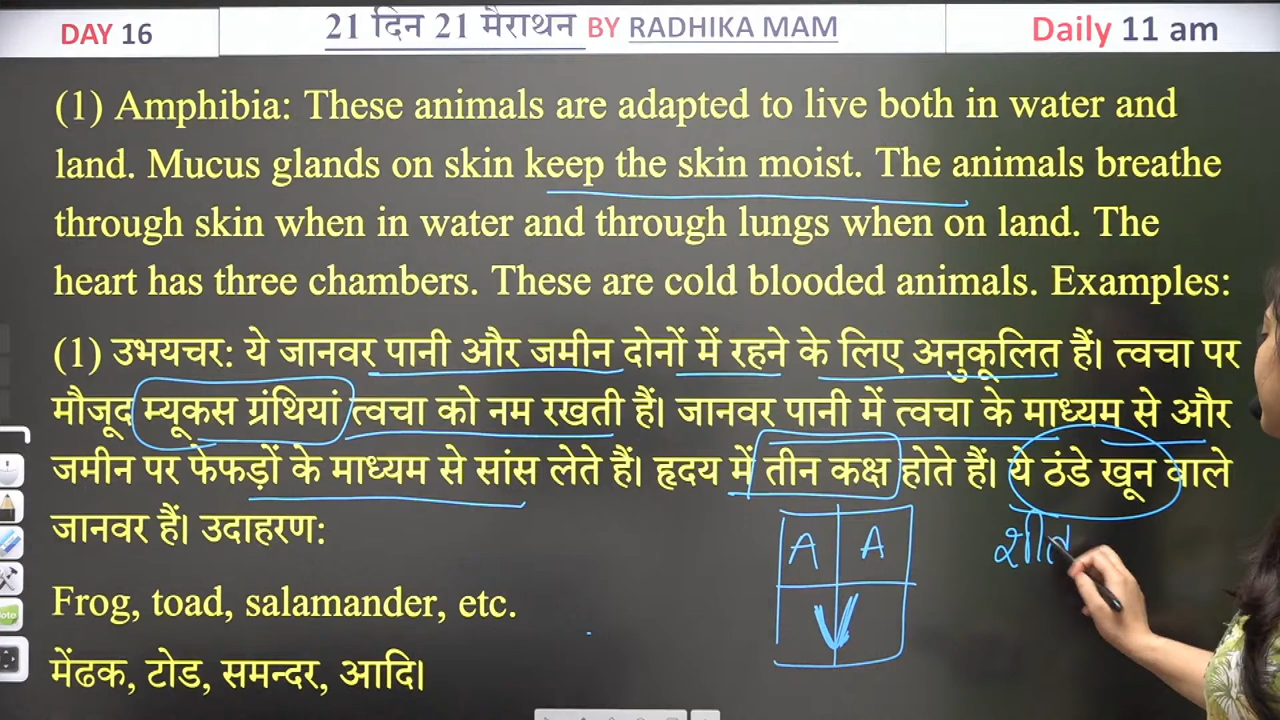 DAY 16
21 दिन 21 मैराथन BY RADHIKA MAM
Daily 11 am
(1) Amphibia: These animals are adapted to live both in water and
land. Mucus glands on skin keep the skin moist. The animals breathe
through skin when in water and through lungs when on land. The
heart has three chambers. These are cold blooded animals. Examples:
(1) उभयचर: ये जानवर पानी और जमीन दोनों में रहने के लिए अनुकूलित हैं। त्वचा पर
मौजूद म्यूकस ग्रंथियां त्वचा को नम रखती हैं। जानवर पानी में त्वचा के माध्यम से और
जमीन पर फेफड़ों के माध्यम से सांस लेते हैं। हृदय में तीन कक्ष होते हैं। ये ठंडे खून वाले
जानवर हैं। उदाहरण:
A A
V
शीत
Frog, toad, salamander, etc.
मेंढक, टोड, समन्दर, आदि।